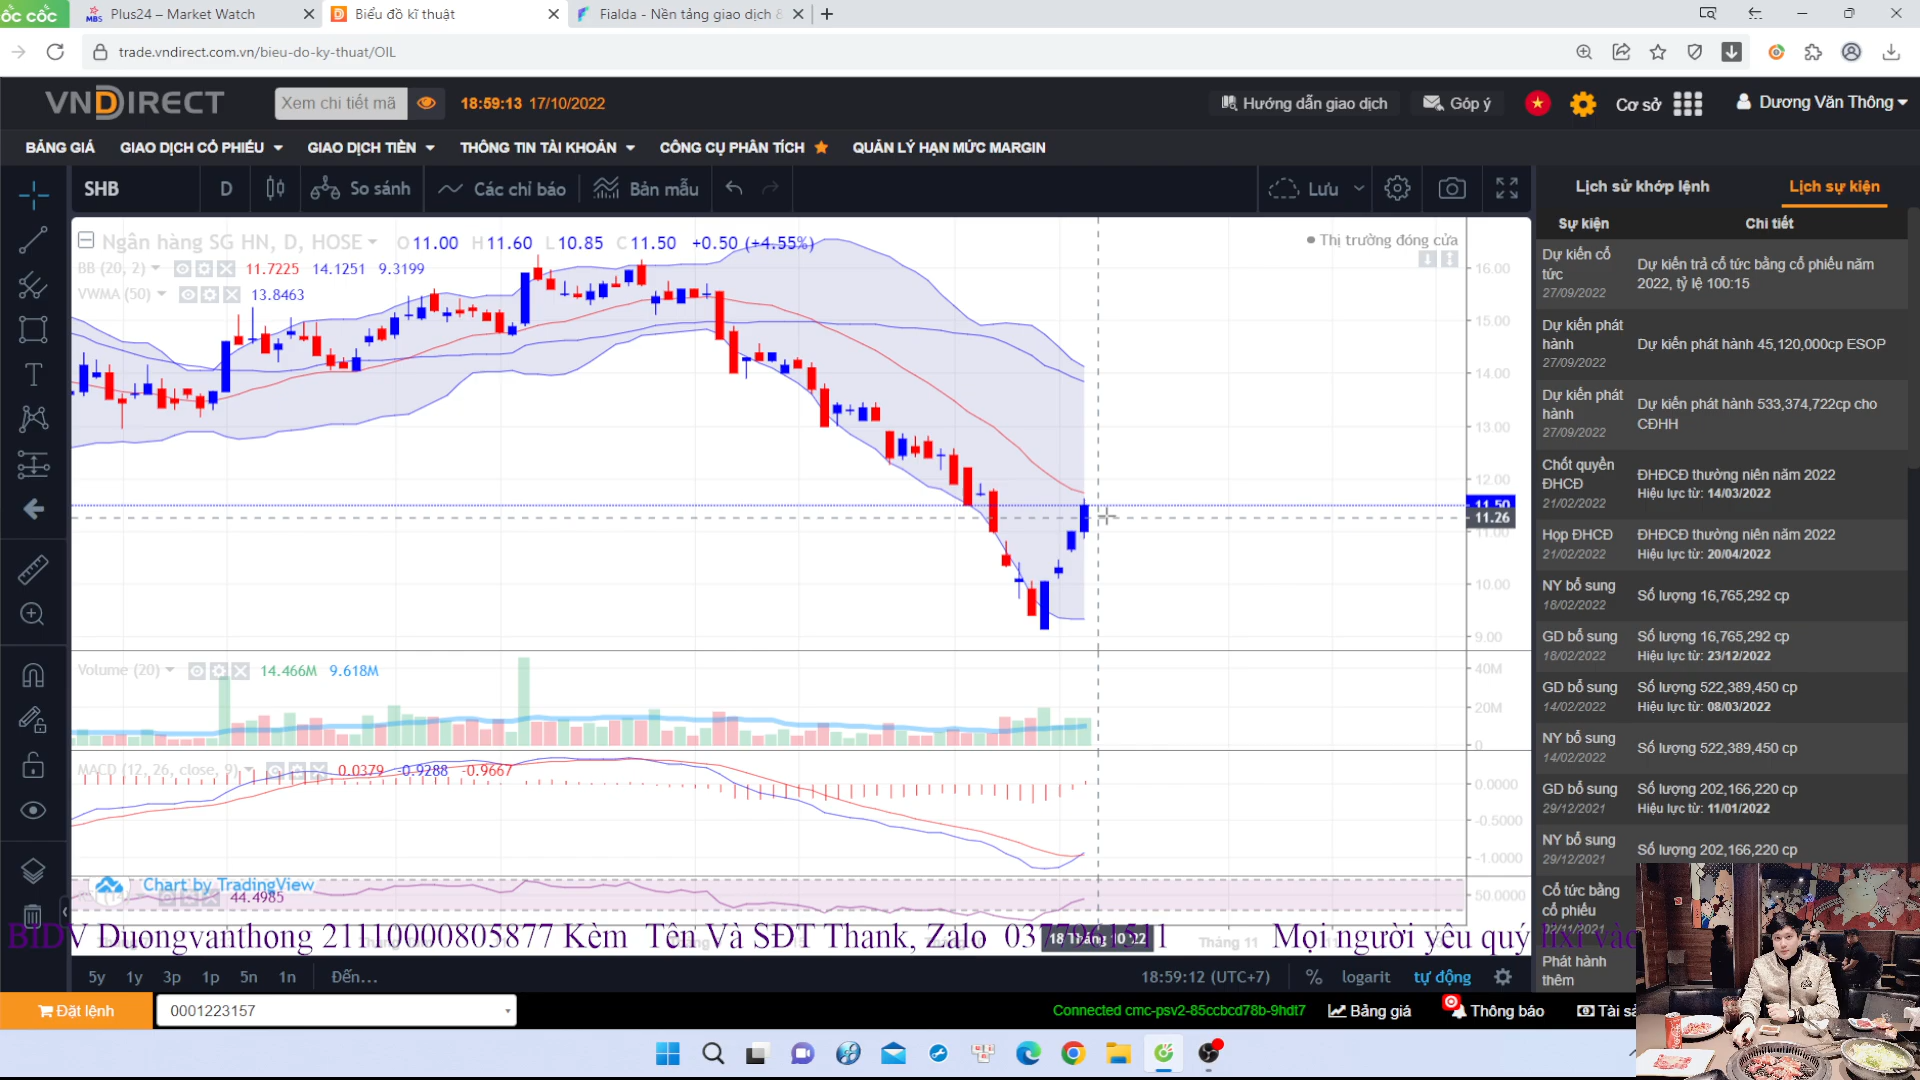 ỐC CỐC
MBS
Plus24 – Market Watch
Biểu đồ kĩ thuật
Fialda - Nền tảng giao dịch &
trade.vndirect.com.vn/bieu-do-ky-thuat/OIL
VNDIRECT
Xem chi tiết mã
18:59:13 17/10/2022
Hướng dẫn giao dịch
Góp ý
Cơ sở
Dương Văn Thông
BẢNG GIÁ
GIAO DỊCH CỔ PHIẾU
GIAO DỊCH TIỀN
THÔNG TIN TÀI KHOẢN
CÔNG CỤ PHÂN TÍCH
QUẢN LÝ HẠN MỨC MARGIN
SHB
D
So sánh
Các chỉ báo
Bản mẫu
Lưu
Lịch sử khớp lệnh
Lịch sự kiện
Ngân hàng SG HN, D, HOSE
O11.00 H11.60 L10.85 C11.50 +0.50 (+4.55%)
Thị trường đóng cửa
BB (20, 2) 11.7225 14.1251 9.3199
VWMA (50) 13.8463
16.00
15.00
14.00
13.00
12.00
11.50
11.26
11.00
10.00
9.00
Volume (20) 14.466M 9.618M
40M
20M
0
MACD (12, 26, close, 9) 0.0379 -0.9288 -0.9667
0.0000
-0.5000
-1.0000
Chart by TradingView
44.4985
50.0000
Sự kiện
Chi tiết
Dự kiến cổ tức
27/09/2022
Dự kiến trả cổ tức bằng cổ phiếu năm
2022, tỷ lệ 100:15
Dự kiến phát hành
27/09/2022
Dự kiến phát hành 45,120,000cp ESOP
Dự kiến phát hành
27/09/2022
Dự kiến phát hành 533,374,722cp cho
CĐHH
Chốt quyền ĐHĐCĐ
21/02/2022
ĐHĐCĐ thường niên năm 2022
Hiệu lực từ: 14/03/2022
Họp ĐHCĐ
21/02/2022
ĐHĐCĐ thường niên năm 2022
Hiệu lực từ: 20/04/2022
NY bổ sung
18/02/2022
Số lượng 16,765,292 cp
GD bổ sung
18/02/2022
Số lượng 16,765,292 cp
Hiệu lực từ: 23/12/2022
GD bổ sung
14/02/2022
Số lượng 522,389,450 cp
Hiệu lực từ: 08/03/2022
NY bổ sung
14/02/2022
Số lượng 522,389,450 cp
GD bổ sung
29/12/2021
Số lượng 202,166,220 cp
Hiệu lực từ: 11/01/2022
NY bổ sung
29/12/2021
Số lượng 202,166,220 cp
Cổ tức bằng
cổ phiếu
Phát hành
thêm
BIDV Duongvanthong 21110000805877 Kèm Tên Và SĐT Thank, Zalo 0377961511
Mọi người yêu quý
18 Tháng 10 '22
Tháng 11
5y 1y 3p 1p 5n 1n Đến...
18:59:12 (UTC+7)
%
logarit
tự động
Đặt lệnh
0001223157
Connected cmc-psv2-85ccbcd78b-9hdt7
Bảng giá
Thông báo
Tài